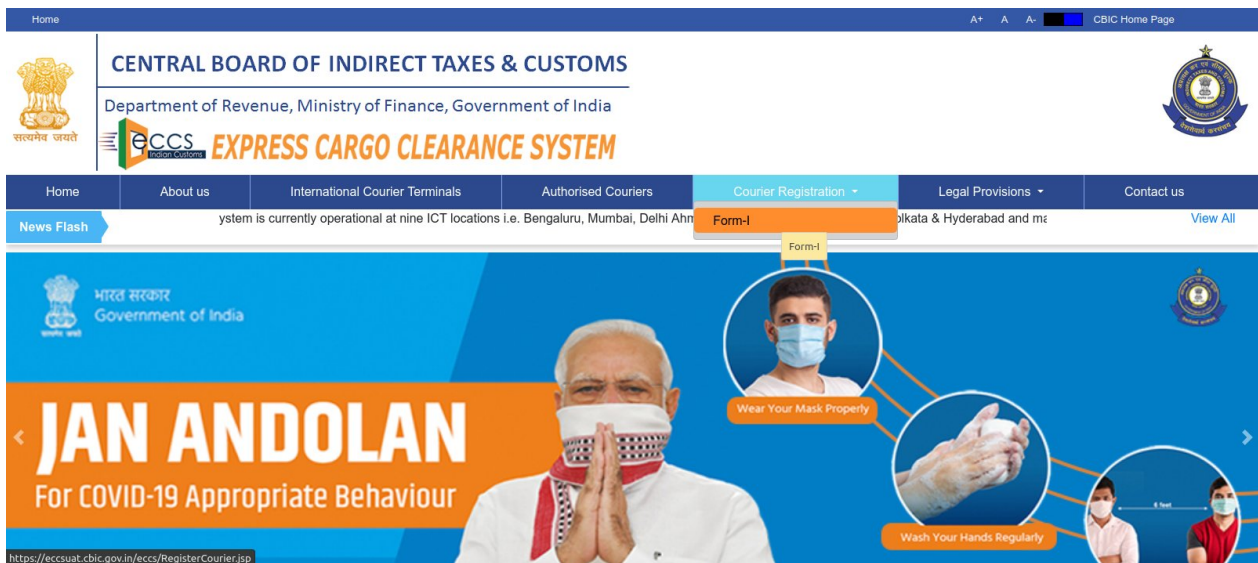 Home A+ A A- CBIC Home Page
CENTRAL BOARD OF INDIRECT TAXES & CUSTOMS
Department of Revenue, Ministry of Finance, Government of India
सत्यमेव जयते
eCCS Indian Customs EXPRESS CARGO CLEARANCE SYSTEM
Home About us International Courier Terminals Authorised Couriers Courier Registration Legal Provisions Contact us
News Flash ystem is currently operational at nine ICT locations i.e. Bengaluru, Mumbai, Delhi Ahm olkata & Hyderabad and ma View All
Form-I
Form-I
भारत सरकार
Government of India
JAN ANDOLAN
For COVID-19 Appropriate Behaviour
Wear Your Mask Properly
Wash Your Hands Regularly
6 feet
https://eccsuat.cbic.gov.in/eccs/RegisterCourier.jsp